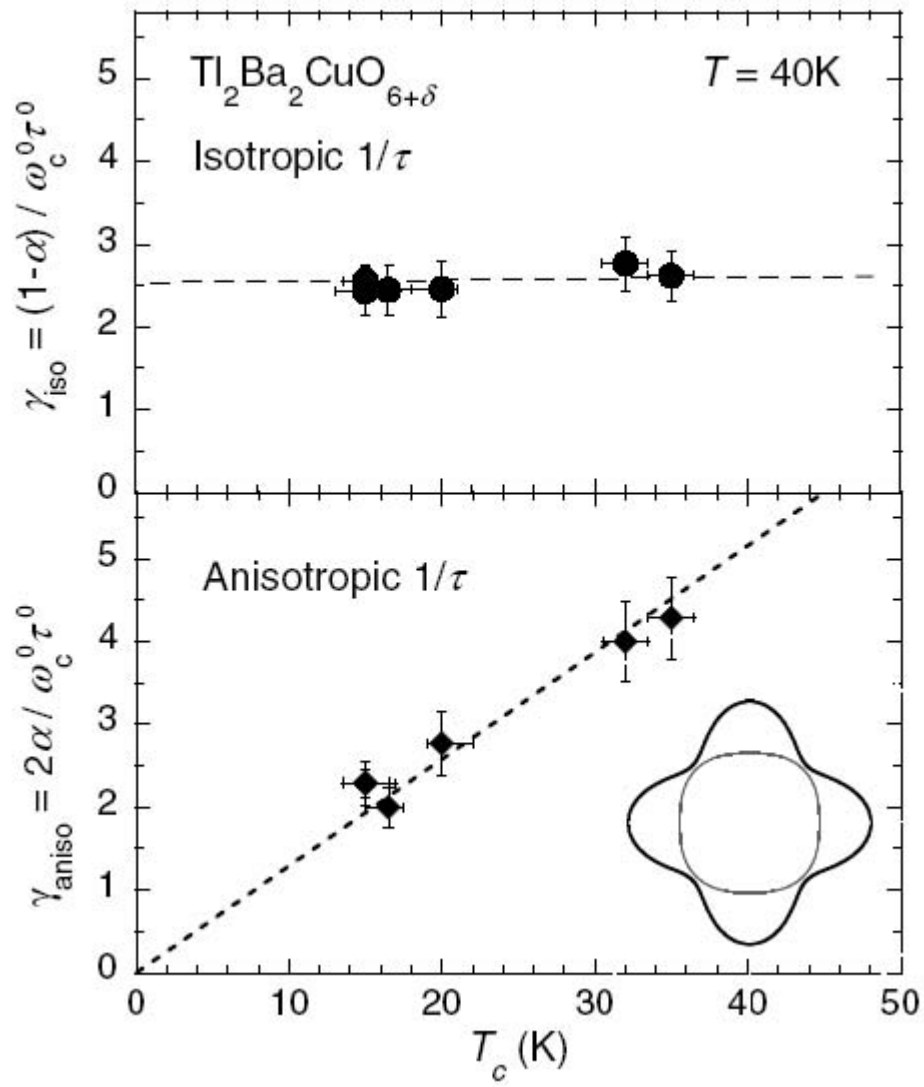 Tl₂Ba₂CuO₆₊δ
T = 40K
Isotropic 1/τ
γiso = (1-α) / ωc⁰τ⁰
5
4
3
2
1
0
Anisotropic 1/τ
γaniso = 2α / ωc⁰τ⁰
5
4
3
2
1
0
0 10 20 30 40 50
Tc (K)